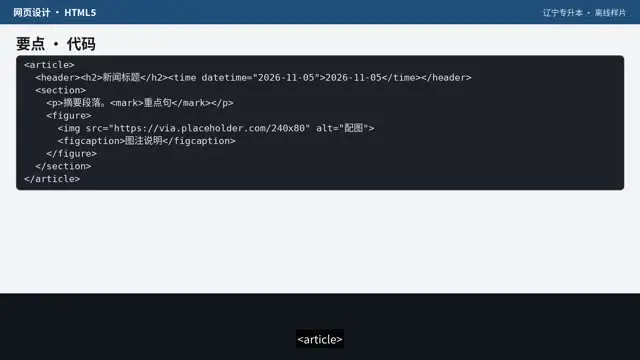 网页设计 · HTML5
辽宁专升本 · 离线样片
要点 · 代码
<article>
  <header><h2>新闻标题</h2><time datetime="2026-11-05">2026-11-05</time></header>
  <section>
    <p>摘要段落。<mark>重点句</mark></p>
    <figure>
      <img src="https://via.placeholder.com/240x80" alt="配图">
      <figcaption>图注说明</figcaption>
    </figure>
  </section>
</article>
<article>